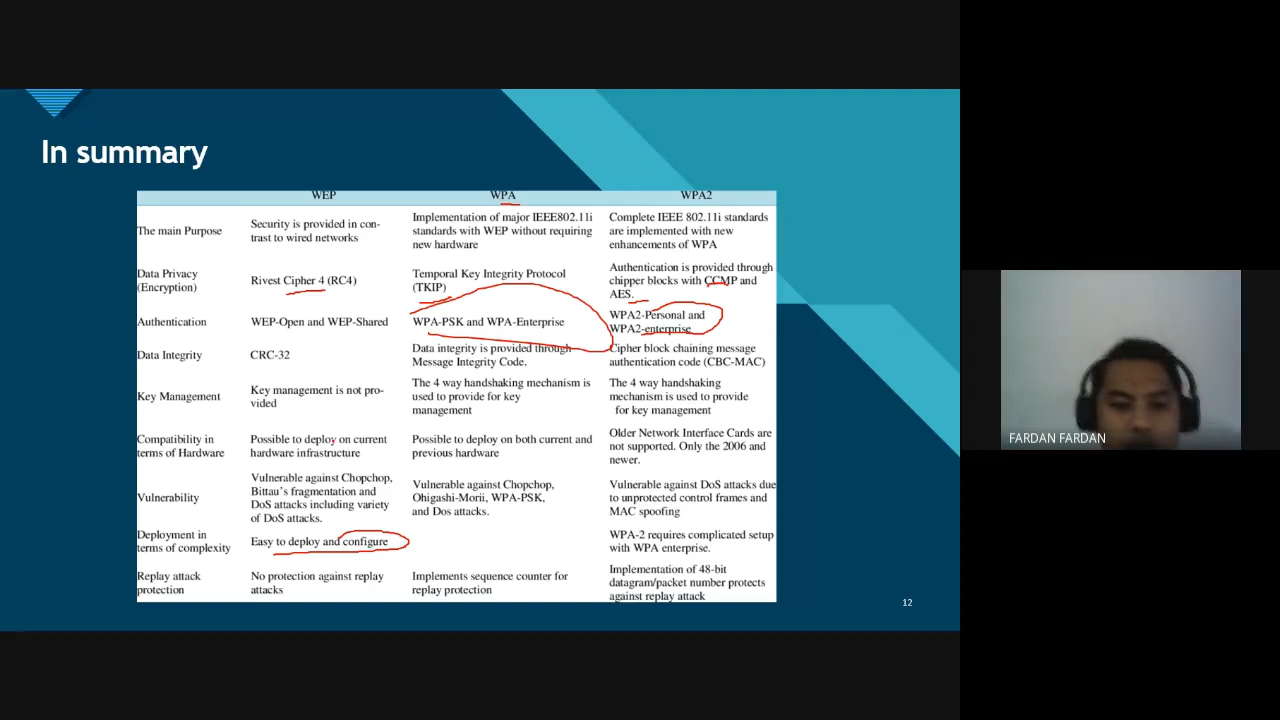 In summary
WEP WPA WPA2
The main Purpose
Security is provided in con-
trast to wired networks
Implementation of major IEEE802.11i
standards with WEP without requiring
new hardware
Complete IEEE 802.11i standards
are implemented with new
enhancements of WPA
Data Privacy
(Encryption)
Rivest Cipher 4 (RC4)
Temporal Key Integrity Protocol
(TKIP)
Authentication is provided through
chipper blocks with CCMP and
AES.
Authentication
WEP-Open and WEP-Shared
WPA-PSK and WPA-Enterprise
WPA2-Personal and
WPA2-enterprise
Data Integrity
CRC-32
Data integrity is provided through
Message Integrity Code.
Cipher block chaining message
authentication code (CBC-MAC)
Key Management
Key management is not pro-
vided
The 4 way handshaking mechanism is
used to provide for key
management
The 4 way handshaking
mechanism is used to provide
for key management
Compatibility in
terms of Hardware
Possible to deploy on current
hardware infrastructure
Possible to deploy on both current and
previous hardware
Older Network Interface Cards are
not supported. Only the 2006 and
newer.
Vulnerability
Vulnerable against Chopchop,
Bittau's fragmentation and
DoS attacks including variety
of DoS attacks.
Vulnerable against Chopchop,
Ohigashi-Morii, WPA-PSK,
and Dos attacks.
Vulnerable against DoS attacks due
to unprotected control frames and
MAC spoofing
Deployment in
terms of complexity
Easy to deploy and configure
WPA-2 requires complicated setup
with WPA enterprise.
Replay attack
protection
No protection against replay
attacks
Implements sequence counter for
replay protection
Implementation of 48-bit
datagram/packet number protects
against replay attack
12
FARDAN FARDAN